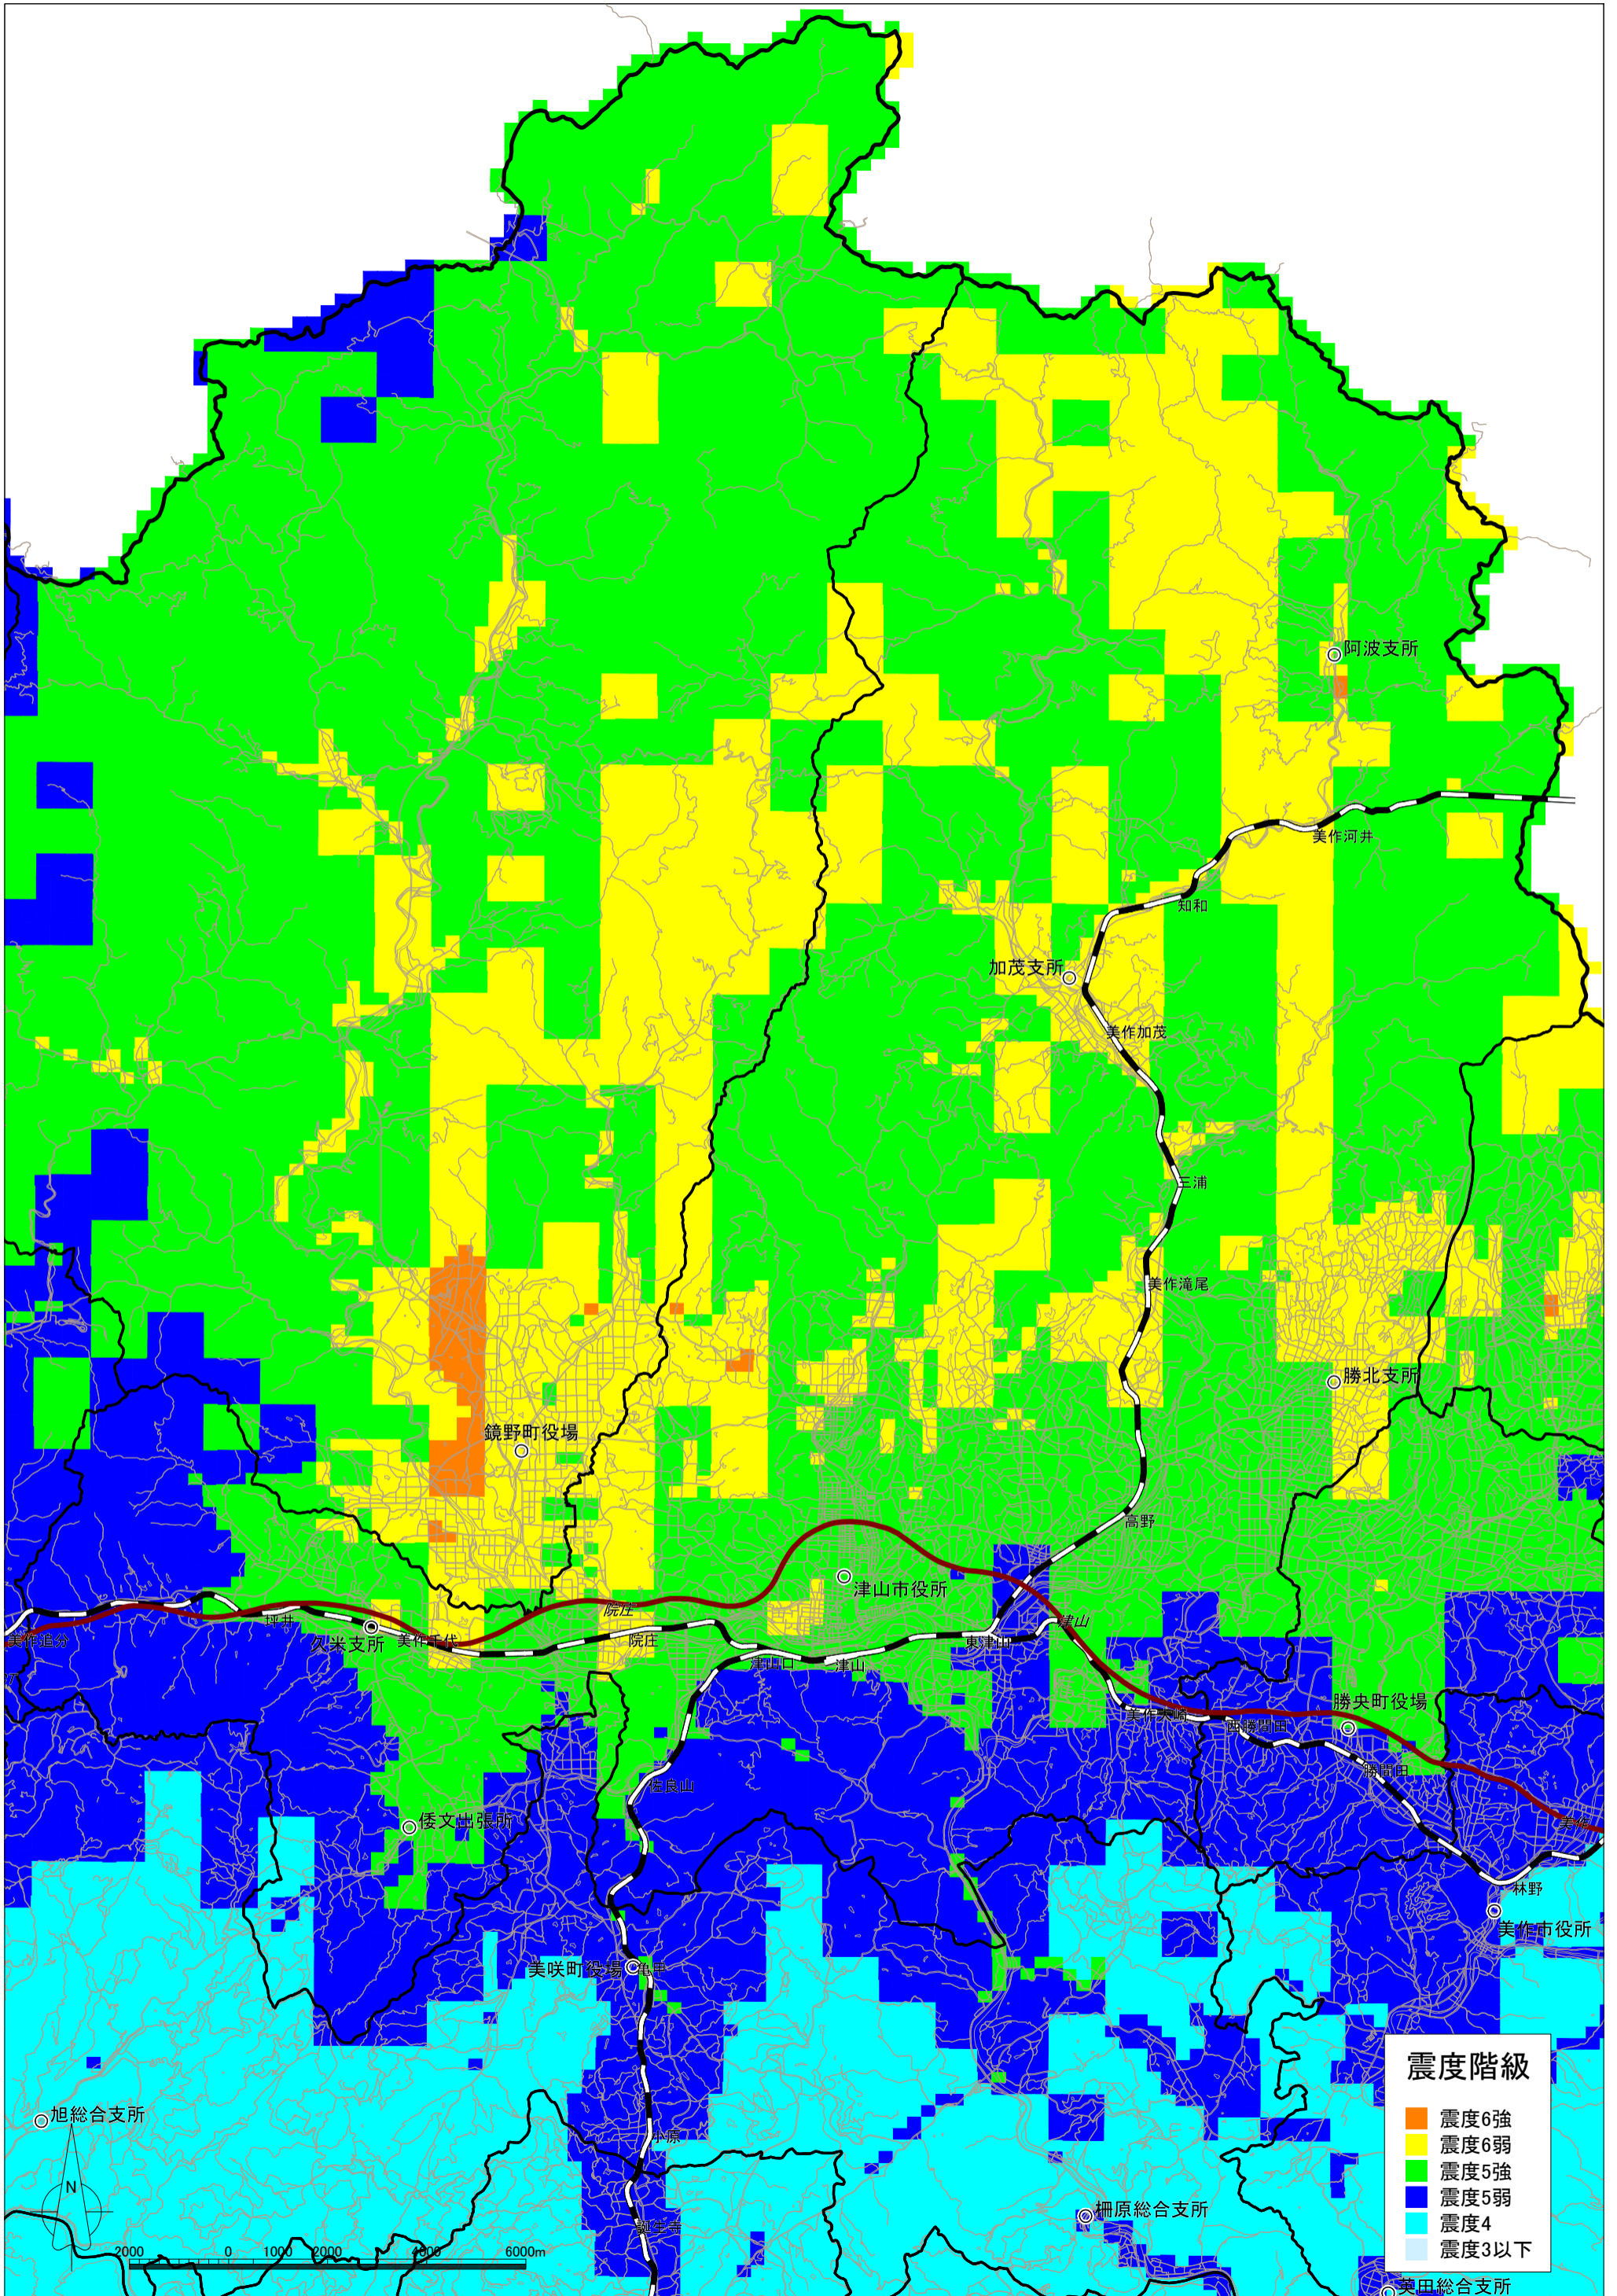 阿波支所
美作河井
知和
加茂支所
美作加茂
三浦
美作滝尾
勝北支所
鏡野町役場
高野
津山市役所
院庄
坪井
久米支所
美作千代
院庄
美作追分
津山口
津山
東津山
津山
美作大崎
西勝間田
勝央町役場
勝間田
佐良山
倭文出張所
美作
林野
美作市役所
美咲町役場
亀甲
旭総合支所
小原
柵原総合支所
誕生寺
英田総合支所
N
2000 0 1000 2000 4000 6000m
震度階級
震度6強
震度6弱
震度5強
震度5弱
震度4
震度3以下